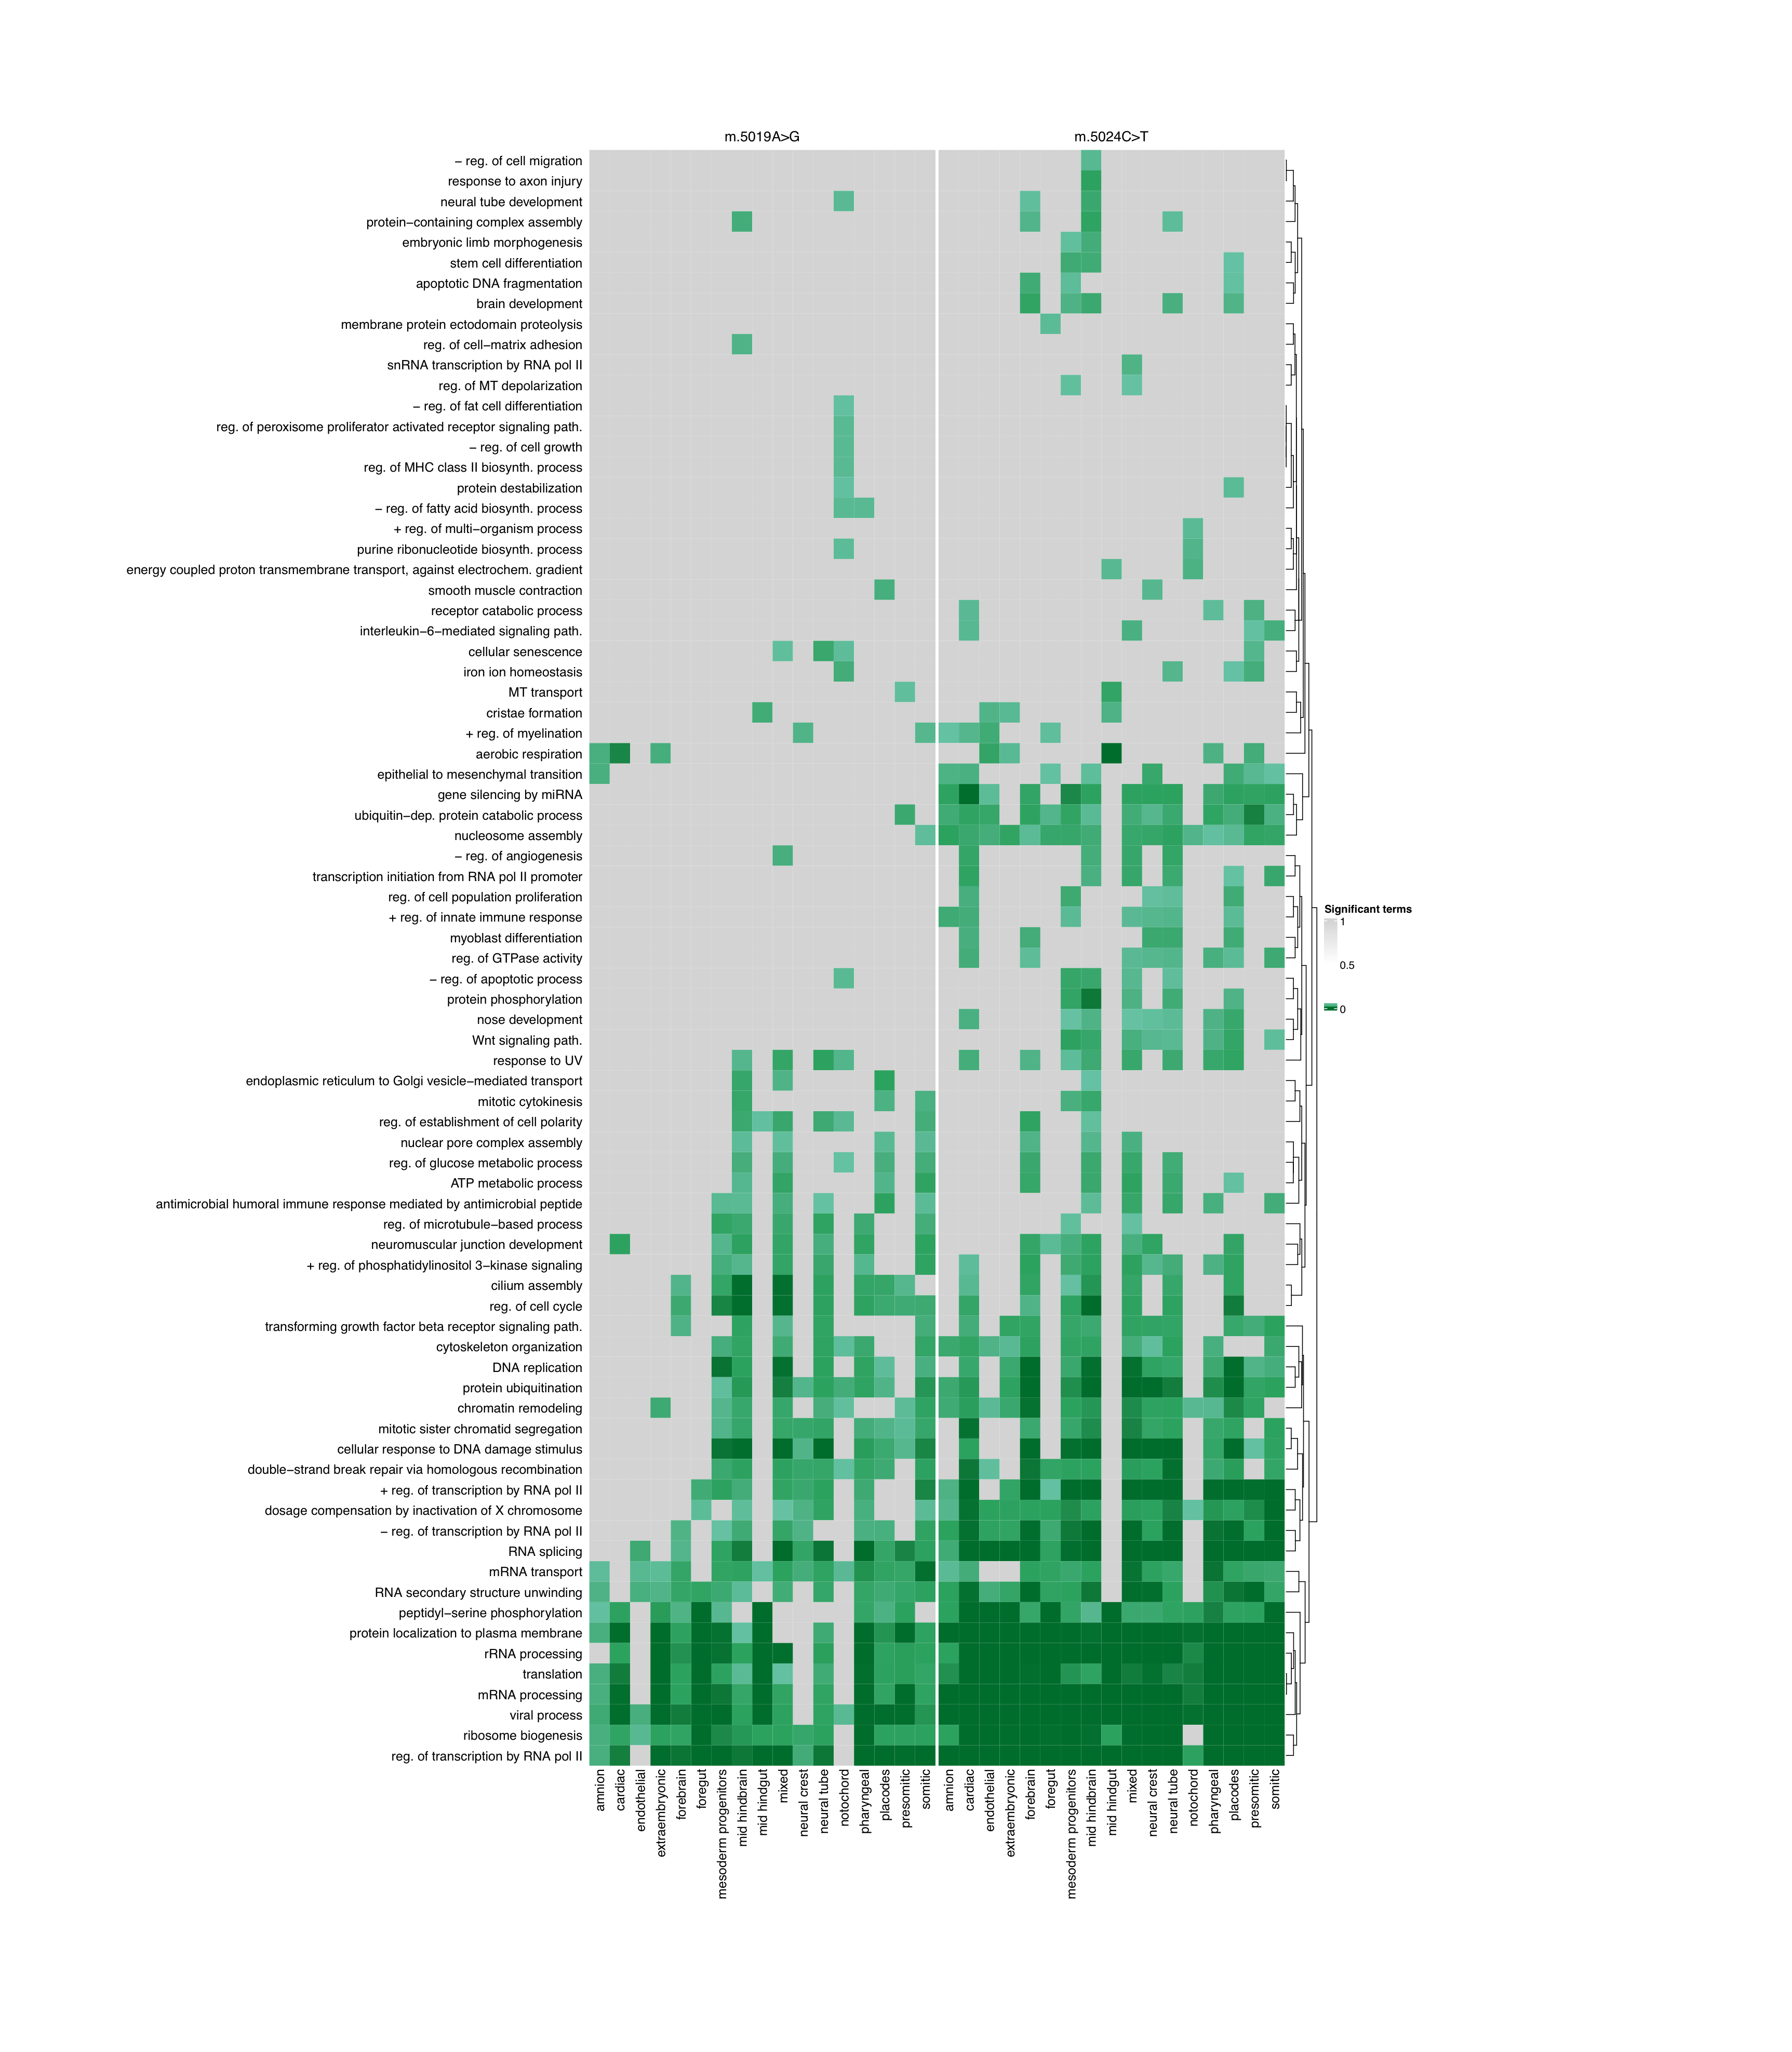 m.5019A>G
m.5024C>T
− reg. of cell migration
response to axon injury
neural tube development
protein−containing complex assembly
embryonic limb morphogenesis
stem cell differentiation
apoptotic DNA fragmentation
brain development
membrane protein ectodomain proteolysis
reg. of cell−matrix adhesion
snRNA transcription by RNA pol II
reg. of MT depolarization
− reg. of fat cell differentiation
reg. of peroxisome proliferator activated receptor signaling path.
− reg. of cell growth
reg. of MHC class II biosynth. process
protein destabilization
− reg. of fatty acid biosynth. process
+ reg. of multi−organism process
purine ribonucleotide biosynth. process
energy coupled proton transmembrane transport, against electrochem. gradient
smooth muscle contraction
receptor catabolic process
interleukin−6−mediated signaling path.
cellular senescence
iron ion homeostasis
MT transport
cristae formation
+ reg. of myelination
aerobic respiration
epithelial to mesenchymal transition
gene silencing by miRNA
ubiquitin−dep. protein catabolic process
nucleosome assembly
− reg. of angiogenesis
transcription initiation from RNA pol II promoter
reg. of cell population proliferation
+ reg. of innate immune response
myoblast differentiation
reg. of GTPase activity
− reg. of apoptotic process
protein phosphorylation
nose development
Wnt signaling path.
response to UV
endoplasmic reticulum to Golgi vesicle−mediated transport
mitotic cytokinesis
reg. of establishment of cell polarity
nuclear pore complex assembly
reg. of glucose metabolic process
ATP metabolic process
antimicrobial humoral immune response mediated by antimicrobial peptide
reg. of microtubule−based process
neuromuscular junction development
+ reg. of phosphatidylinositol 3−kinase signaling
cilium assembly
reg. of cell cycle
transforming growth factor beta receptor signaling path.
cytoskeleton organization
DNA replication
protein ubiquitination
chromatin remodeling
mitotic sister chromatid segregation
cellular response to DNA damage stimulus
double−strand break repair via homologous recombination
+ reg. of transcription by RNA pol II
dosage compensation by inactivation of X chromosome
− reg. of transcription by RNA pol II
RNA splicing
mRNA transport
RNA secondary structure unwinding
peptidyl−serine phosphorylation
protein localization to plasma membrane
rRNA processing
translation
mRNA processing
viral process
ribosome biogenesis
reg. of transcription by RNA pol II
amnion
cardiac
endothelial
extraembryonic
forebrain
foregut
mesoderm progenitors
mid hindbrain
mid hindgut
mixed
neural crest
neural tube
notochord
pharyngeal
placodes
presomitic
somitic
amnion
cardiac
endothelial
extraembryonic
forebrain
foregut
mesoderm progenitors
mid hindbrain
mid hindgut
mixed
neural crest
neural tube
notochord
pharyngeal
placodes
presomitic
somitic
Significant terms
1
0.5
0